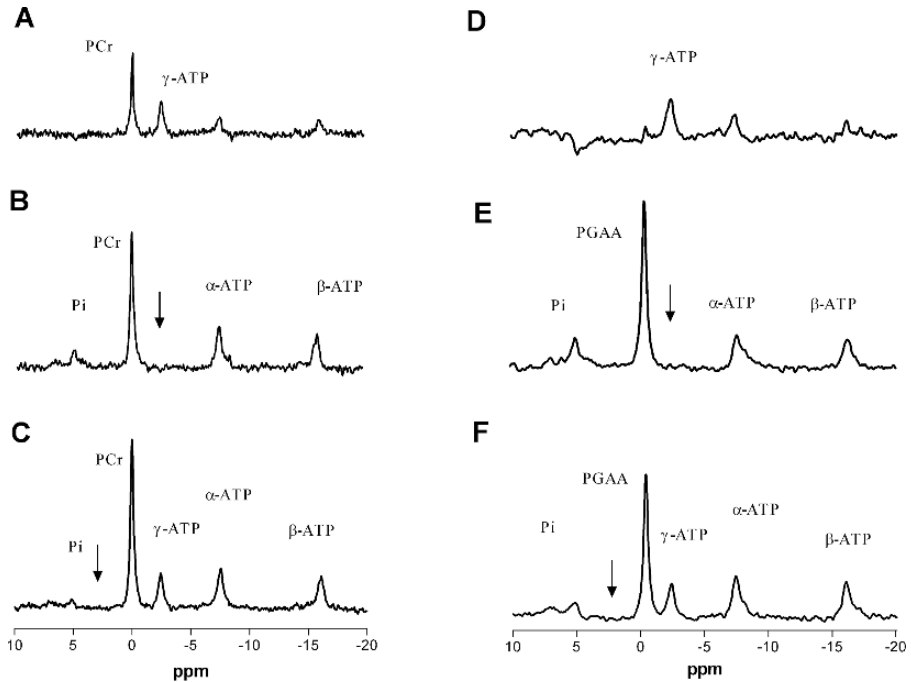 A
PCr
γ-ATP
B
PCr
Pi
α-ATP
β-ATP
C
PCr
Pi
γ-ATP
α-ATP
β-ATP
10 5 0 -5 -10 -15 -20
ppm
D
γ-ATP
E
PGAA
Pi
α-ATP
β-ATP
F
PGAA
Pi
γ-ATP
α-ATP
β-ATP
10 5 0 -5 -10 -15 -20
ppm